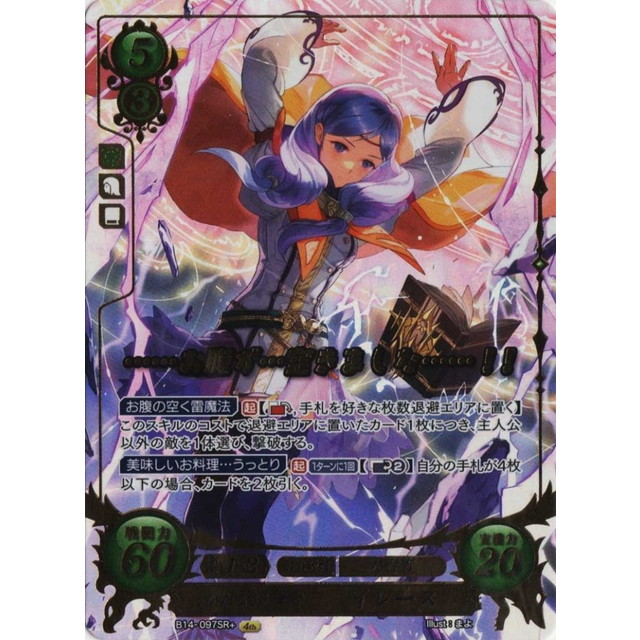 5
3
……お腹が…空きました……!!
お腹の空く雷魔法 起【　、手札を好きな枚数退避エリアに置く】
このスキルのコストで退避エリアに置いたカード1枚につき、主人公
以外の敵を1体選び、撃破する。
美味しいお料理…うっとり 起 1ターンに1回【　②】自分の手札が4枚
以下の場合、カードを2枚引く。
戦闘力
60
支援力
20
B14-097SR+ 4th
Illust：まよ